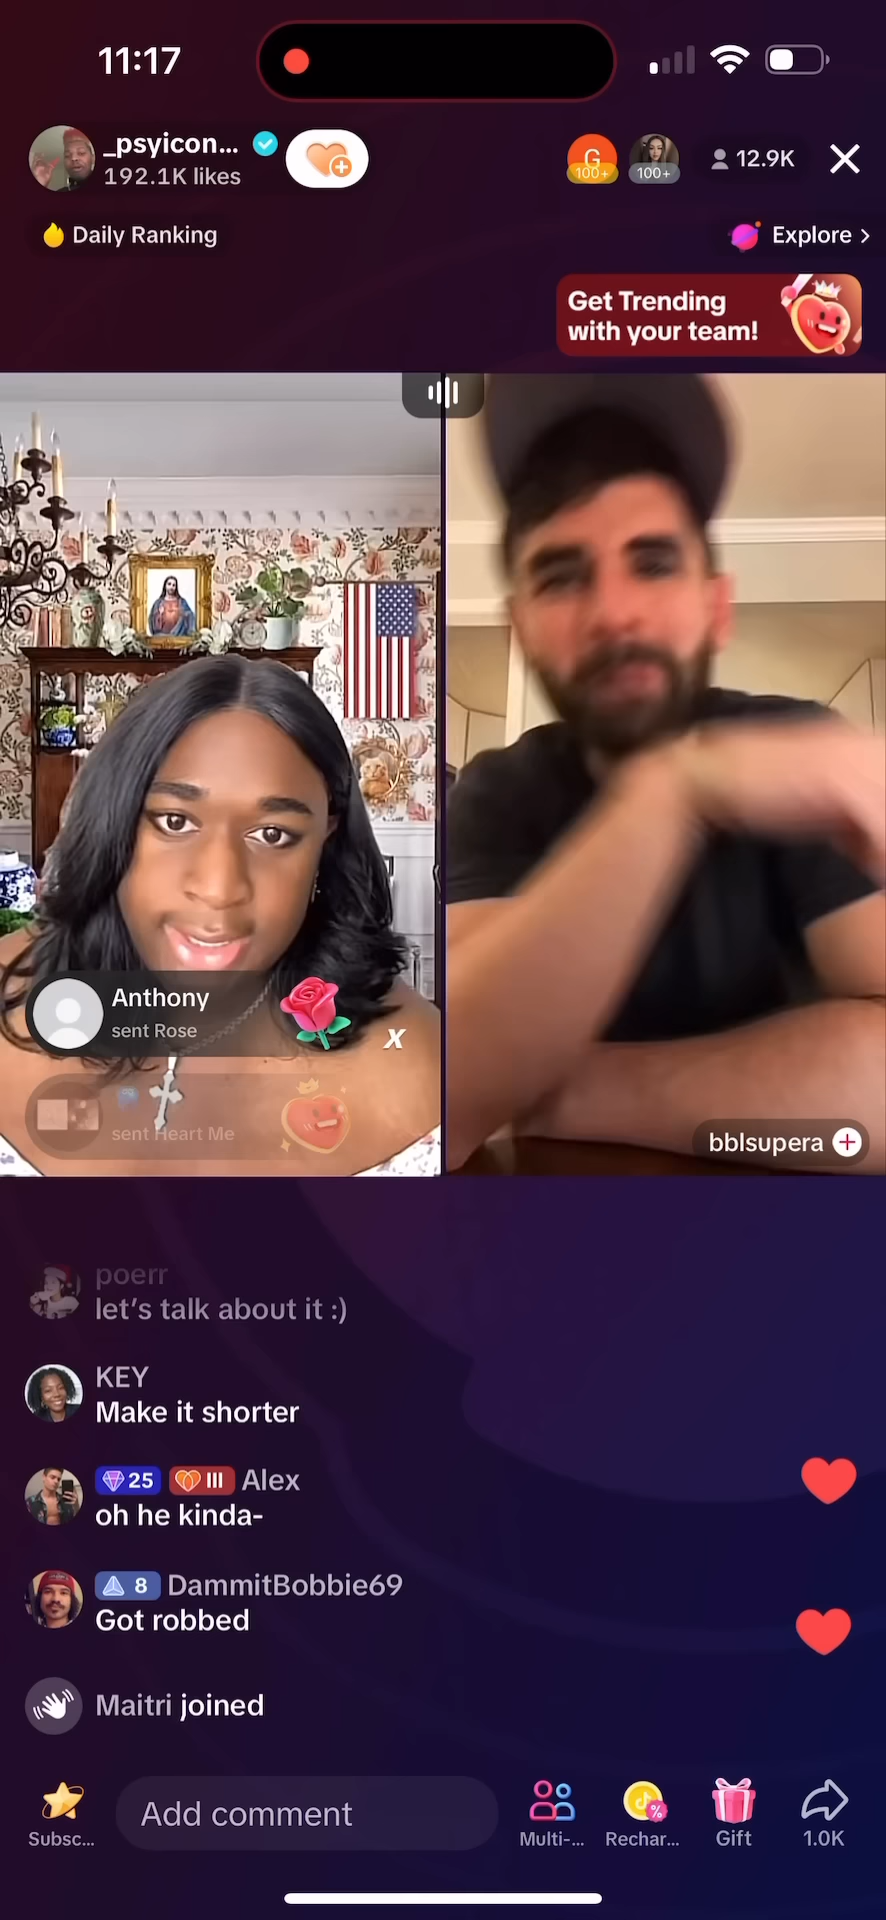 11:17
_psyicon...
192.1K likes
G
100+
100+
12.9K
Daily Ranking
Explore >
Get Trending
with your team!
Anthony
sent Rose
x
sent Heart Me
bblsupera
poerr
let’s talk about it :)
KEY
Make it shorter
25 III Alex
oh he kinda-
8 DammitBobbie69
Got robbed
Maitri joined
Add comment
Subsc...
Multi-...
Rechar...
Gift
1.0K